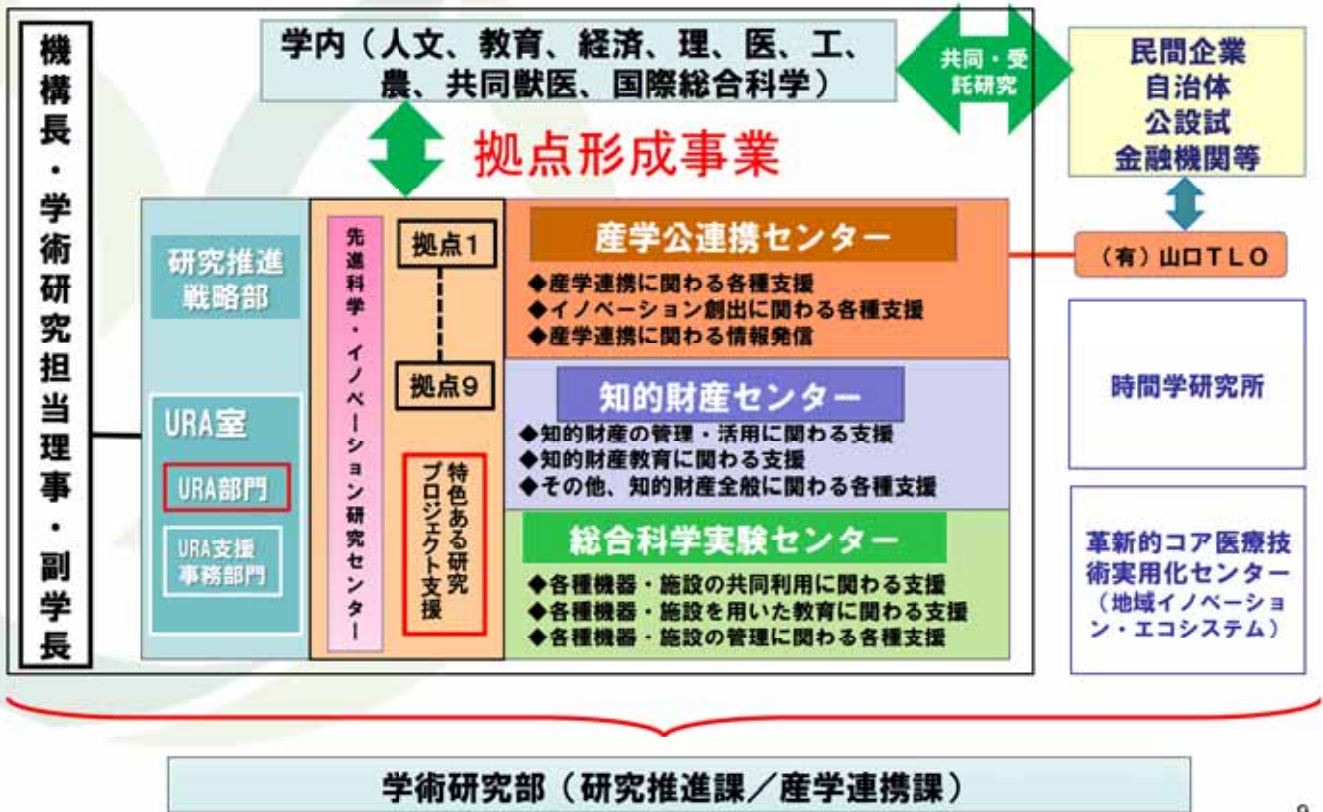 機構長・学術研究担当理事・副学長
学内（人文、教育、経済、理、医、工、
農、共同獣医、国際総合科学）
共同・受
託研究
民間企業
自治体
公設試
金融機関等
拠点形成事業
研究推進
戦略部
URA室
URA部門
URA支援
事務部門
先進科学・イノベーション研究センター
拠点1
拠点9
特色ある研究
プロジェクト支援
産学公連携センター
◆産学連携に関わる各種支援
◆イノベーション創出に関わる各種支援
◆産学連携に関わる情報発信
知的財産センター
◆知的財産の管理・活用に関わる支援
◆知的財産教育に関わる支援
◆その他、知的財産全般に関わる各種支援
総合科学実験センター
◆各種機器・施設の共同利用に関わる支援
◆各種機器・施設を用いた教育に関わる支援
◆各種機器・施設の管理に関わる各種支援
（有）山口TLO
時間学研究所
革新的コア医療技
術実用化センター
（地域イノベーショ
ン・エコシステム）
学術研究部（研究推進課／産学連携課）